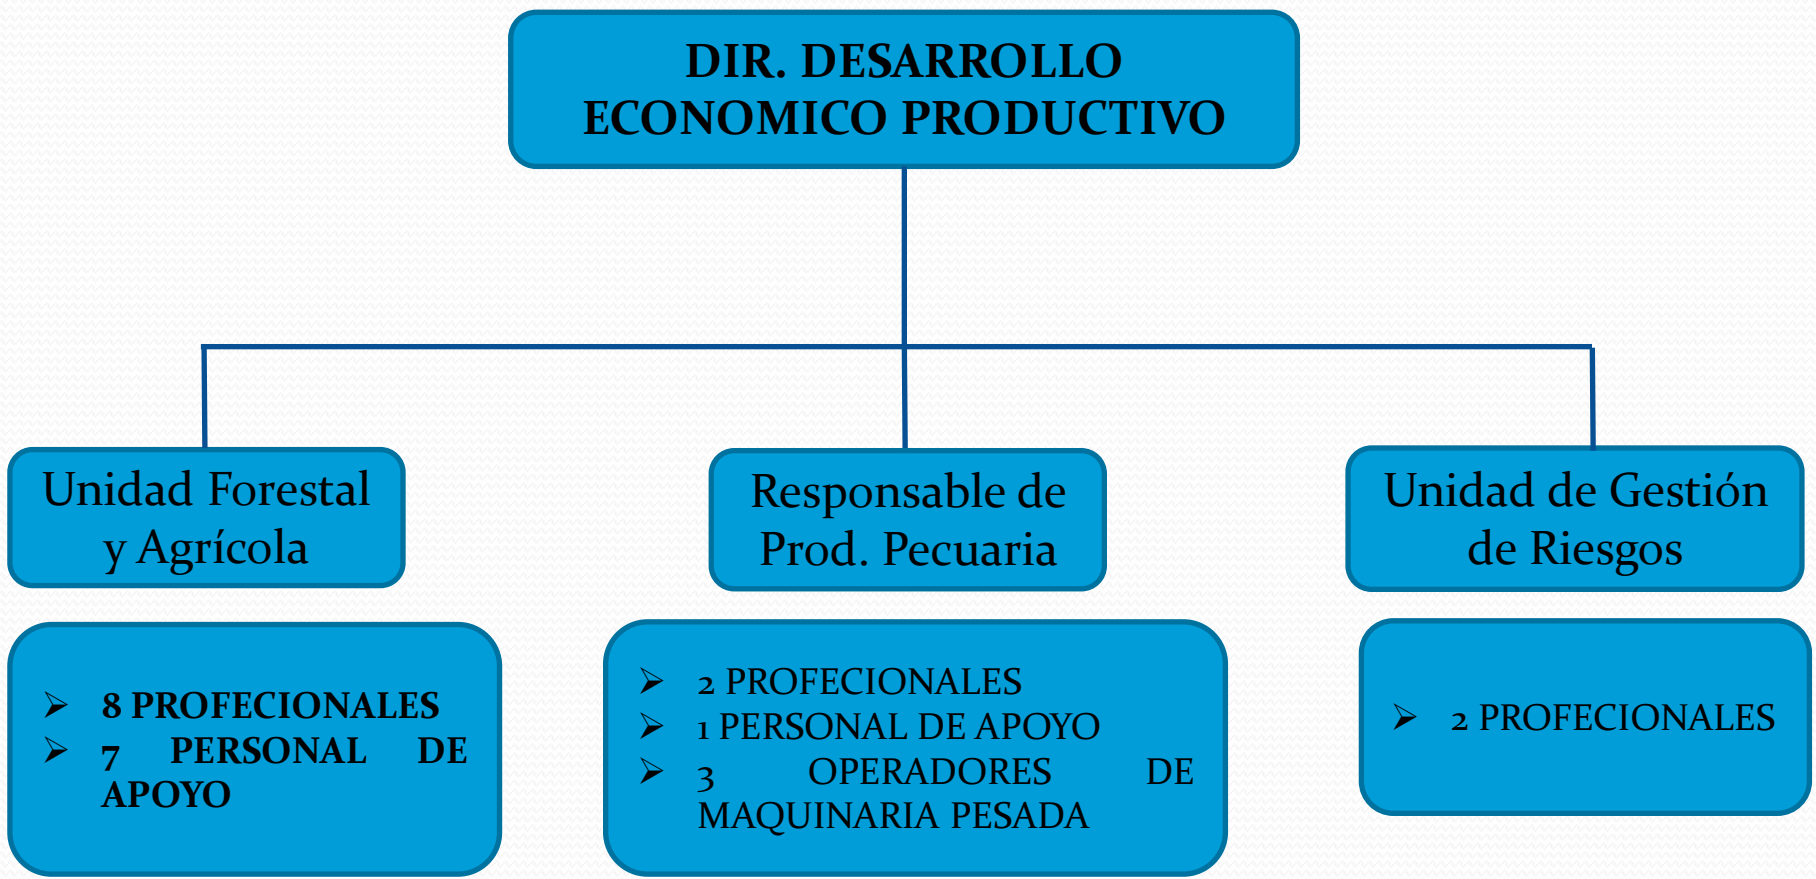 DIR. DESARROLLO
ECONOMICO PRODUCTIVO
Unidad Forestal
y Agrícola
Responsable de
Prod. Pecuaria
Unidad de Gestión
de Riesgos
➢ 8 PROFECIONALES
➢ 7 PERSONAL DE
APOYO
➢ 2 PROFECIONALES
➢ 1 PERSONAL DE APOYO
➢ 3 OPERADORES DE
MAQUINARIA PESADA
➢ 2 PROFECIONALES